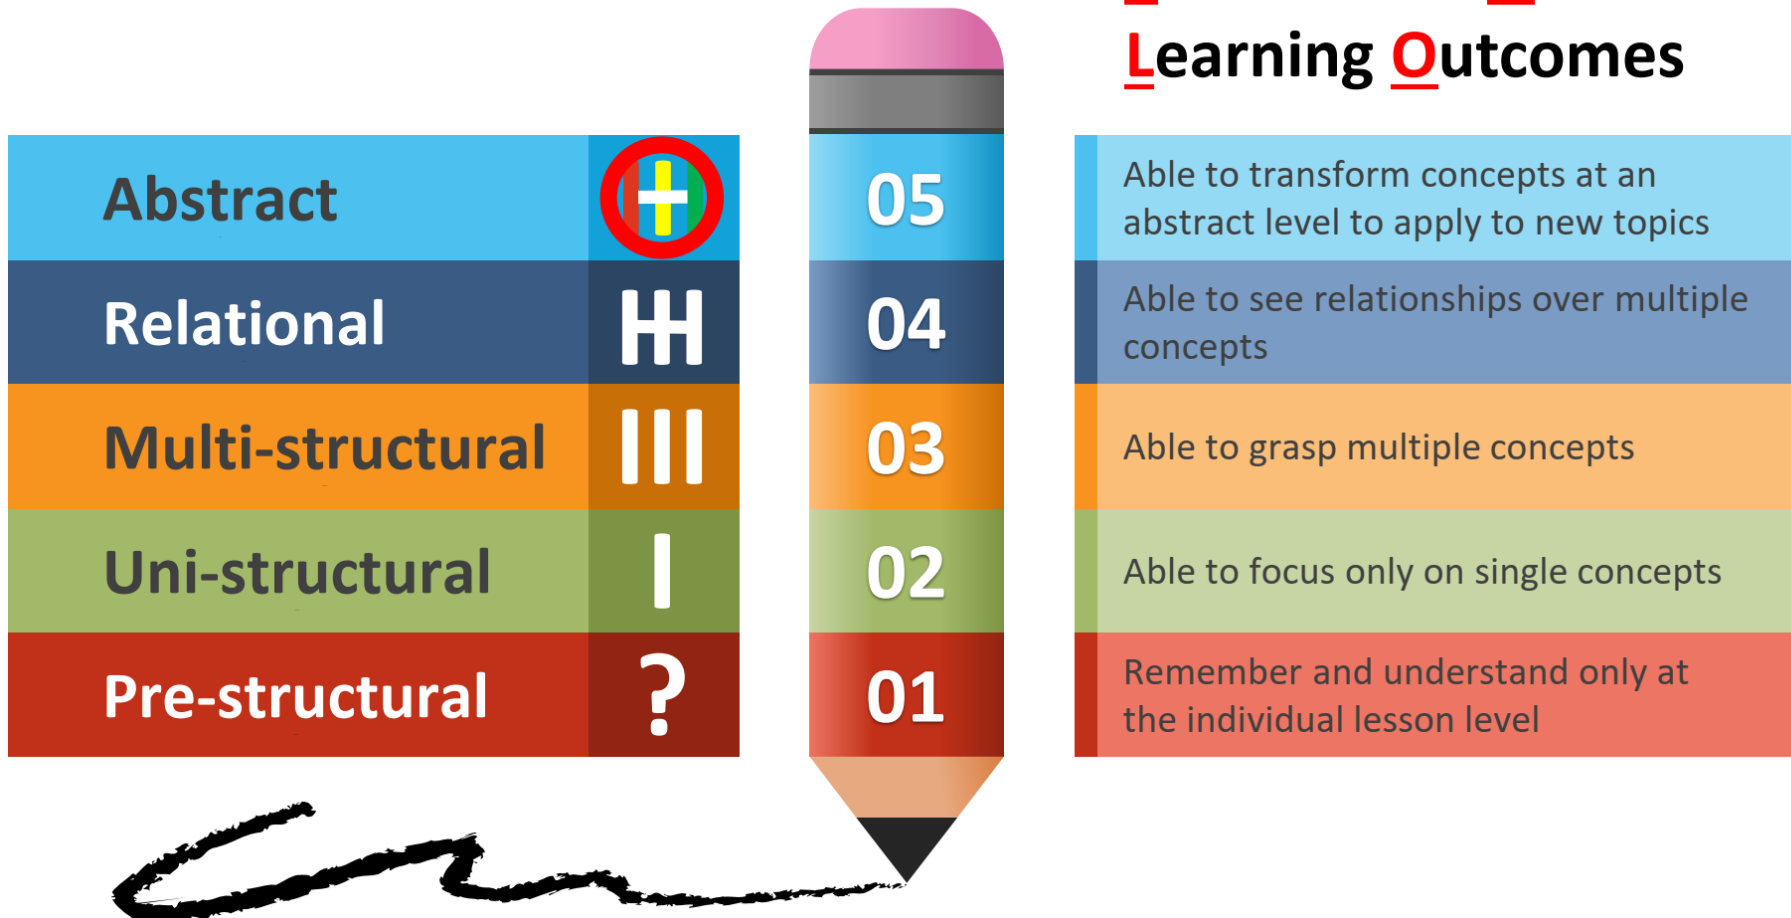 Learning Outcomes
Abstract
05
Able to transform concepts at an
abstract level to apply to new topics
Relational
04
Able to see relationships over multiple
concepts
Multi-structural
03
Able to grasp multiple concepts
Uni-structural
02
Able to focus only on single concepts
Pre-structural
?
01
Remember and understand only at
the individual lesson level